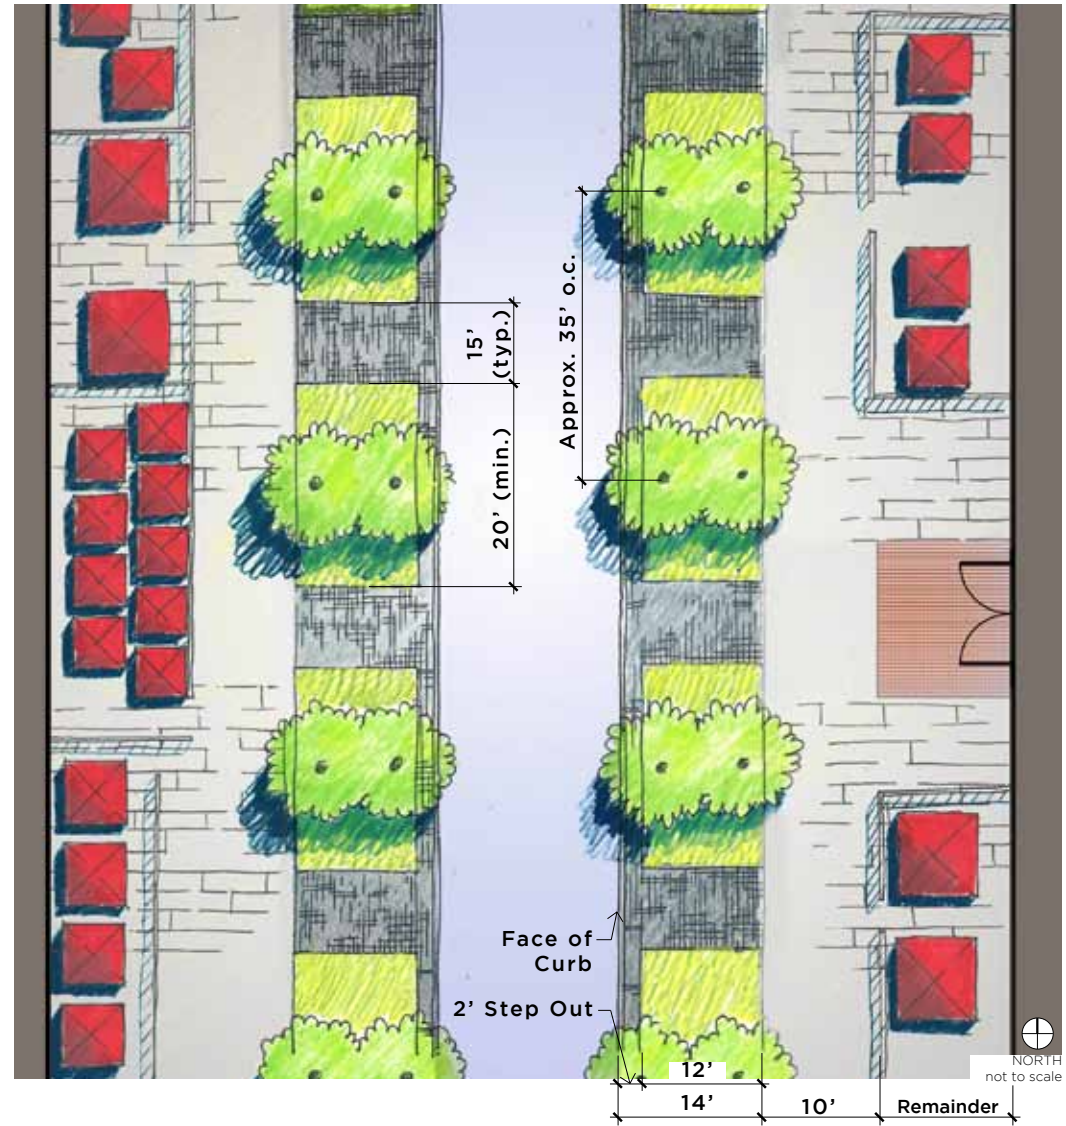 15’
(typ.)
20’ (min.)
Approx. 35’ o.c.
Face of
Curb
2’ Step Out
NORTH
not to scale
12’
14’
10’
Remainder